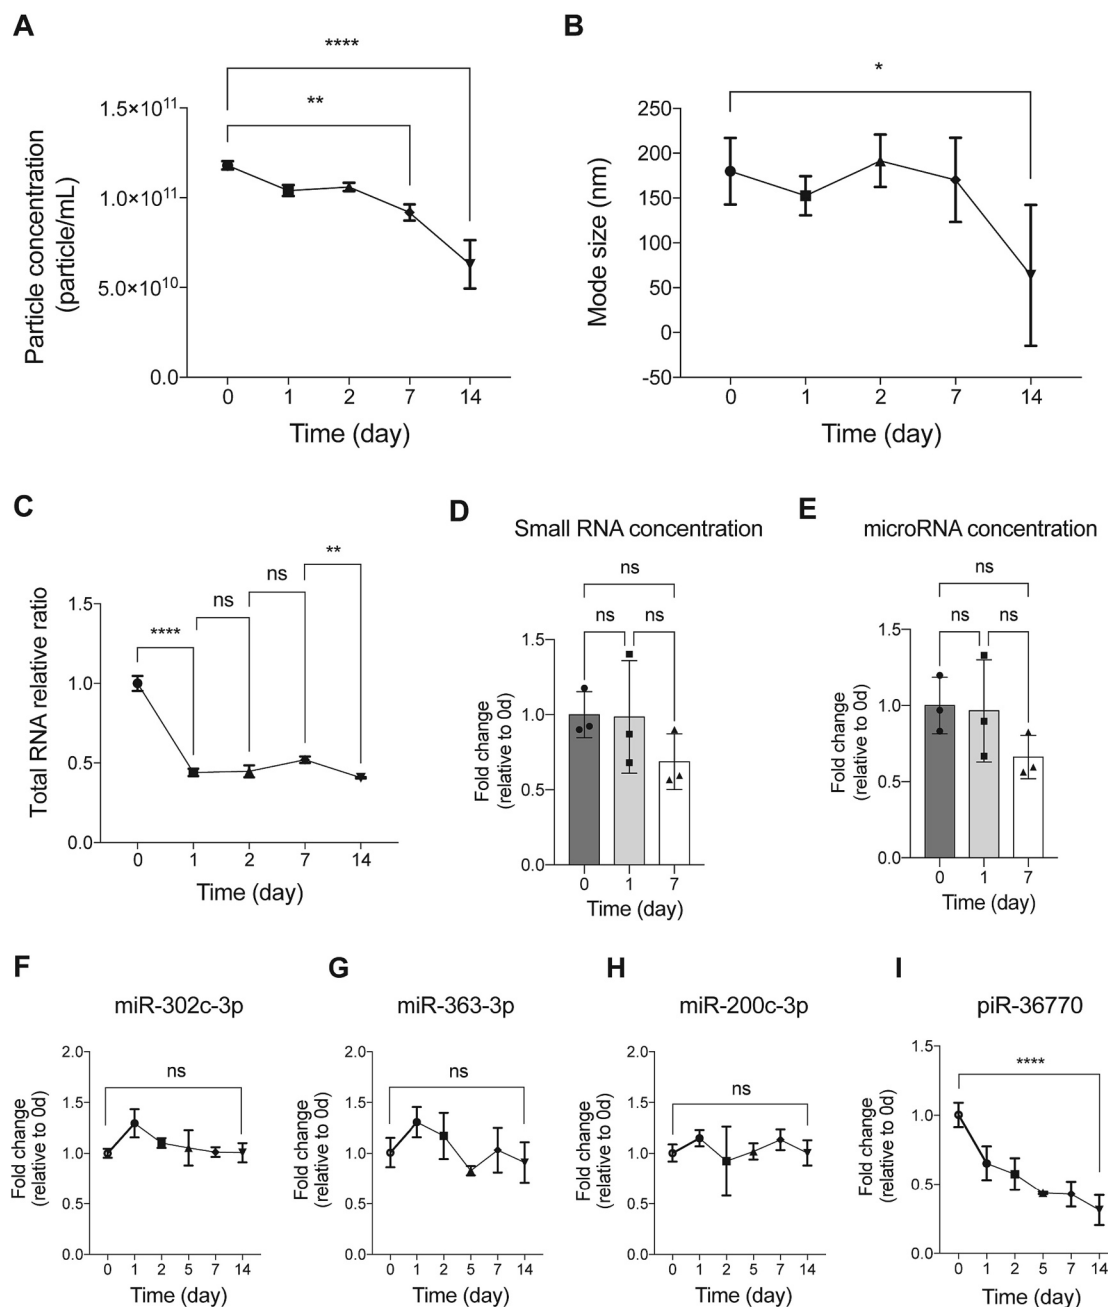 A
****
**
Particle concentration
(particle/mL)
1.5×10¹¹
1.0×10¹¹
5.0×10¹⁰
0.0
0 1 2 7 14
Time (day)
B
*
Mode size (nm)
250
200
150
100
50
0
-50
0 1 2 7 14
Time (day)
C
**
ns
ns
****
Total RNA relative ratio
1.5
1.0
0.5
0.0
0 1 2 7 14
Time (day)
D
Small RNA concentration
ns
ns ns
Fold change
(relative to 0d)
1.5
1.0
0.5
0.0
0 1 7
Time (day)
E
microRNA concentration
ns
ns ns
Fold change
(relative to 0d)
1.5
1.0
0.5
0.0
0 1 7
Time (day)
F
miR-302c-3p
ns
Fold change
(relative to 0d)
2.0
1.5
1.0
0.5
0.0
0 1 2 5 7 14
Time (day)
G
miR-363-3p
ns
Fold change
(relative to 0d)
2.0
1.5
1.0
0.5
0.0
0 1 2 5 7 14
Time (day)
H
miR-200c-3p
ns
Fold change
(relative to 0d)
2.0
1.5
1.0
0.5
0.0
0 1 2 5 7 14
Time (day)
I
piR-36770
****
Fold change
(relative to 0d)
1.5
1.0
0.5
0.0
0 1 2 5 7 14
Time (day)